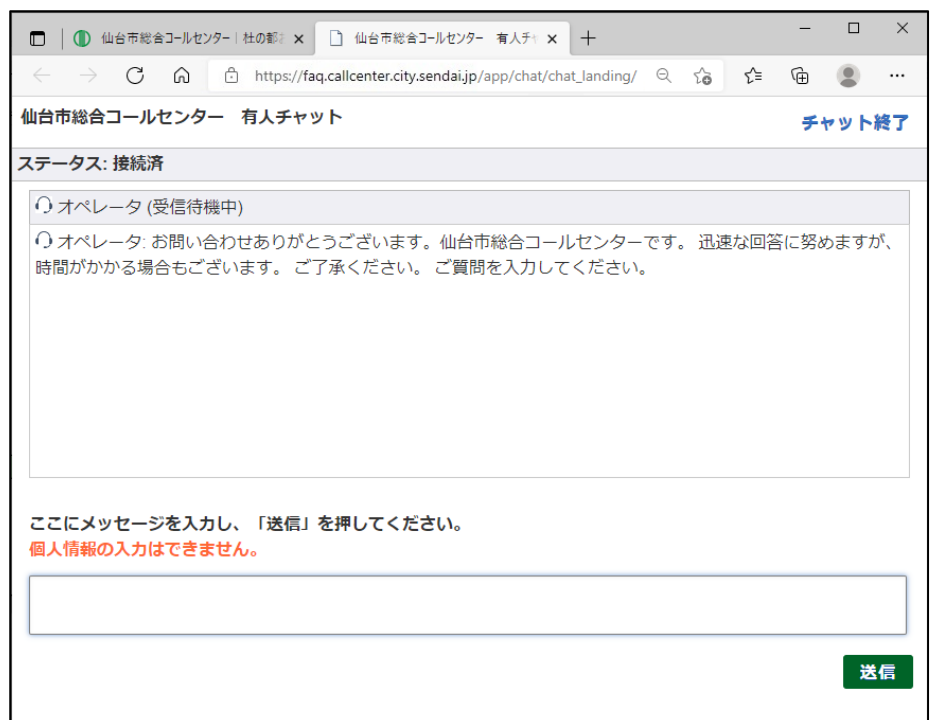 仙台市総合コールセンター | 杜の都
仙台市総合コールセンター 有人チ
https://faq.callcenter.city.sendai.jp/app/chat/chat_landing/
仙台市総合コールセンター 有人チャット
チャット終了
ステータス: 接続済
オペレータ (受信待機中)
オペレータ: お問い合わせありがとうございます。仙台市総合コールセンターです。 迅速な回答に努めますが、
時間がかかる場合もございます。 ご了承ください。 ご質問を入力してください。
ここにメッセージを入力し、「送信」を押してください。
個人情報の入力はできません。
送信